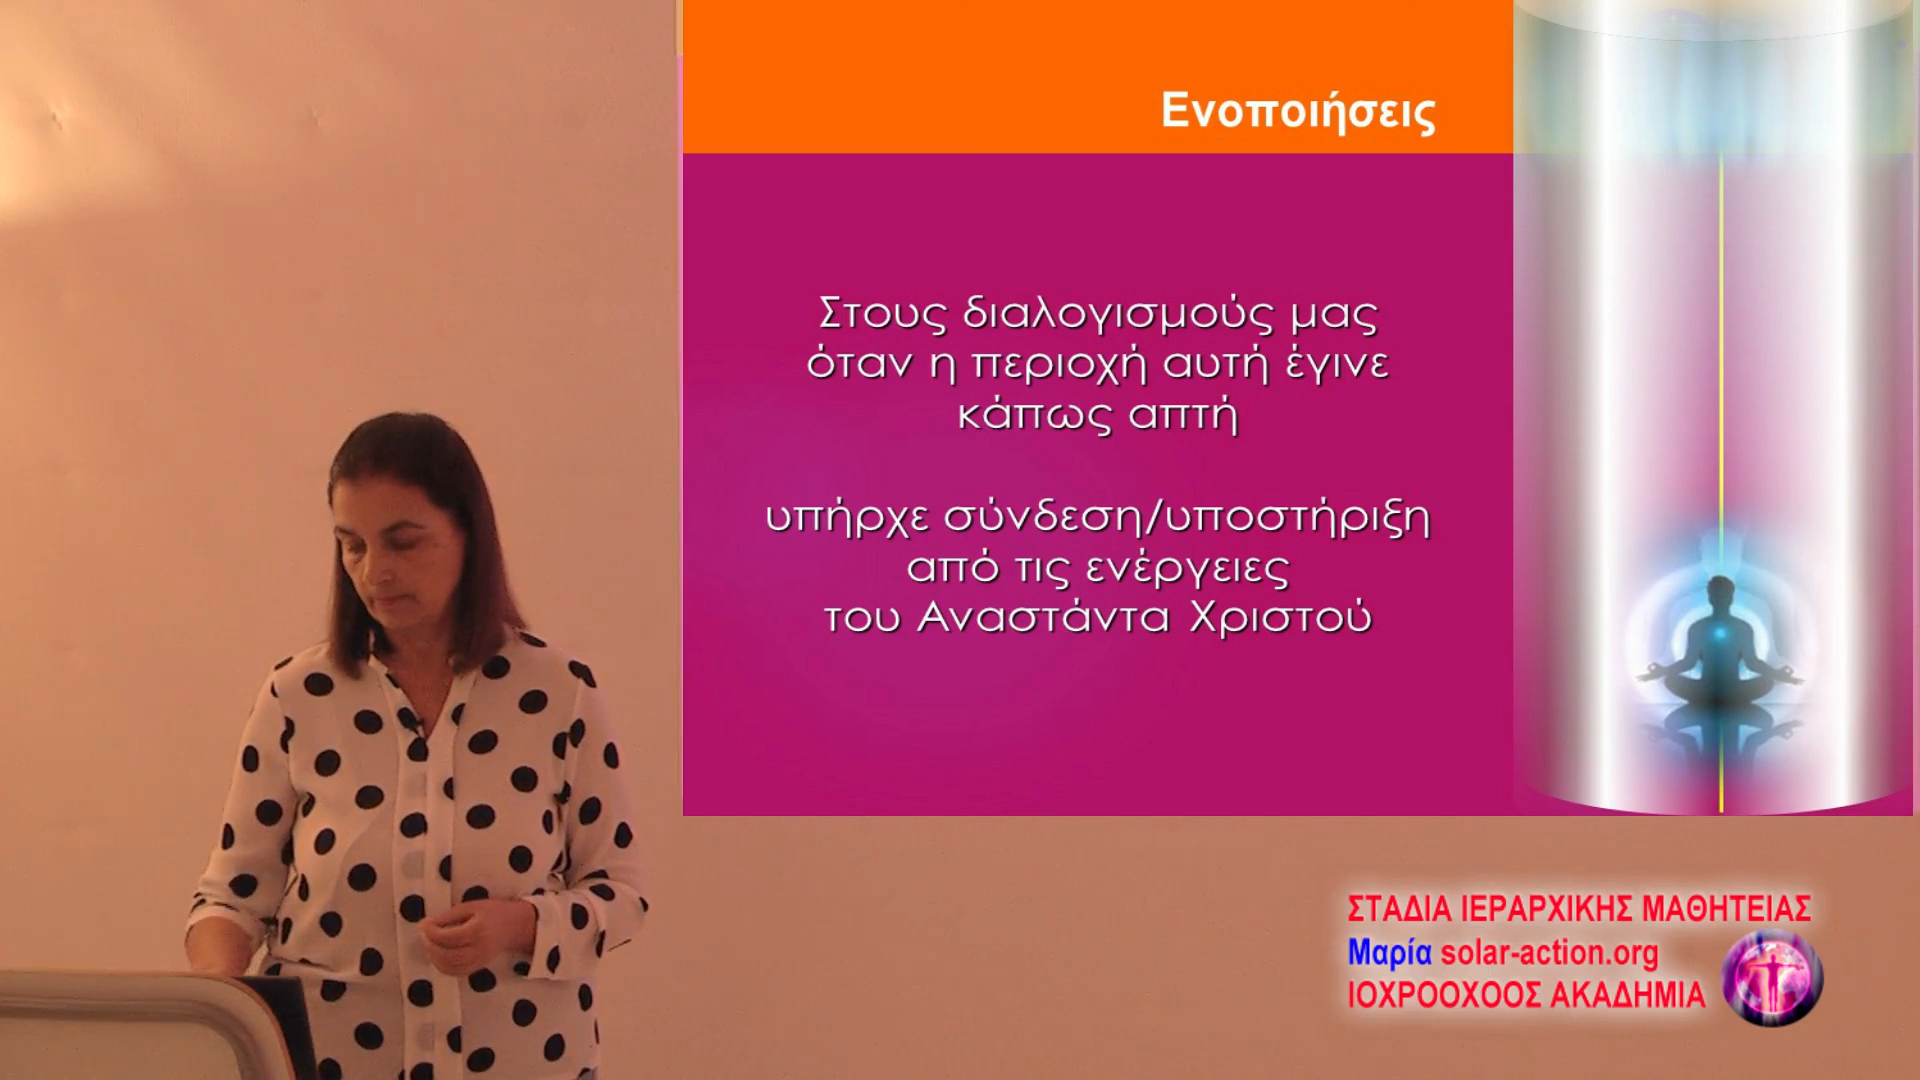 Ενοποιήσεις
Στους διαλογισμούς μας
όταν η περιοχή αυτή έγινε
κάπως απτή
υπήρχε σύνδεση/υποστήριξη
από τις ενέργειες
του Αναστάντα Χριστού
ΣΤΑΔΙΑ ΙΕΡΑΡΧΙΚΗΣ ΜΑΘΗΤΕΙΑΣ
Μαρία solar-action.org
ΙΟΧΡΟΟΧΟΟΣ ΑΚΑΔΗΜΙΑ